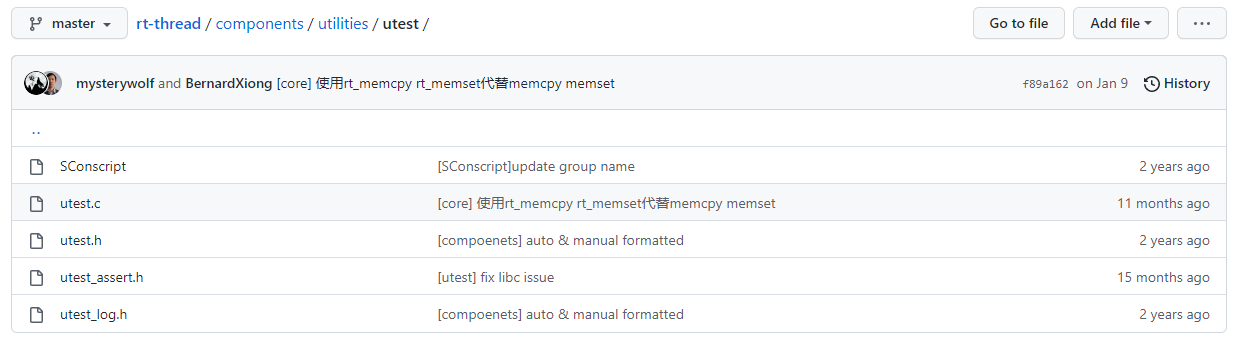 master rt-thread / components / utilities / utest / Go to file Add file ...
mysterywolf and BernardXiong [core] 使用rt_memcpy rt_memset代替memcpy memset f89a162 on Jan 9 History
..
SConscript [SConscript]update group name 2 years ago
utest.c [core] 使用rt_memcpy rt_memset代替memcpy memset 11 months ago
utest.h [compoenets] auto & manual formatted 2 years ago
utest_assert.h [utest] fix libc issue 15 months ago
utest_log.h [compoenets] auto & manual formatted 2 years ago